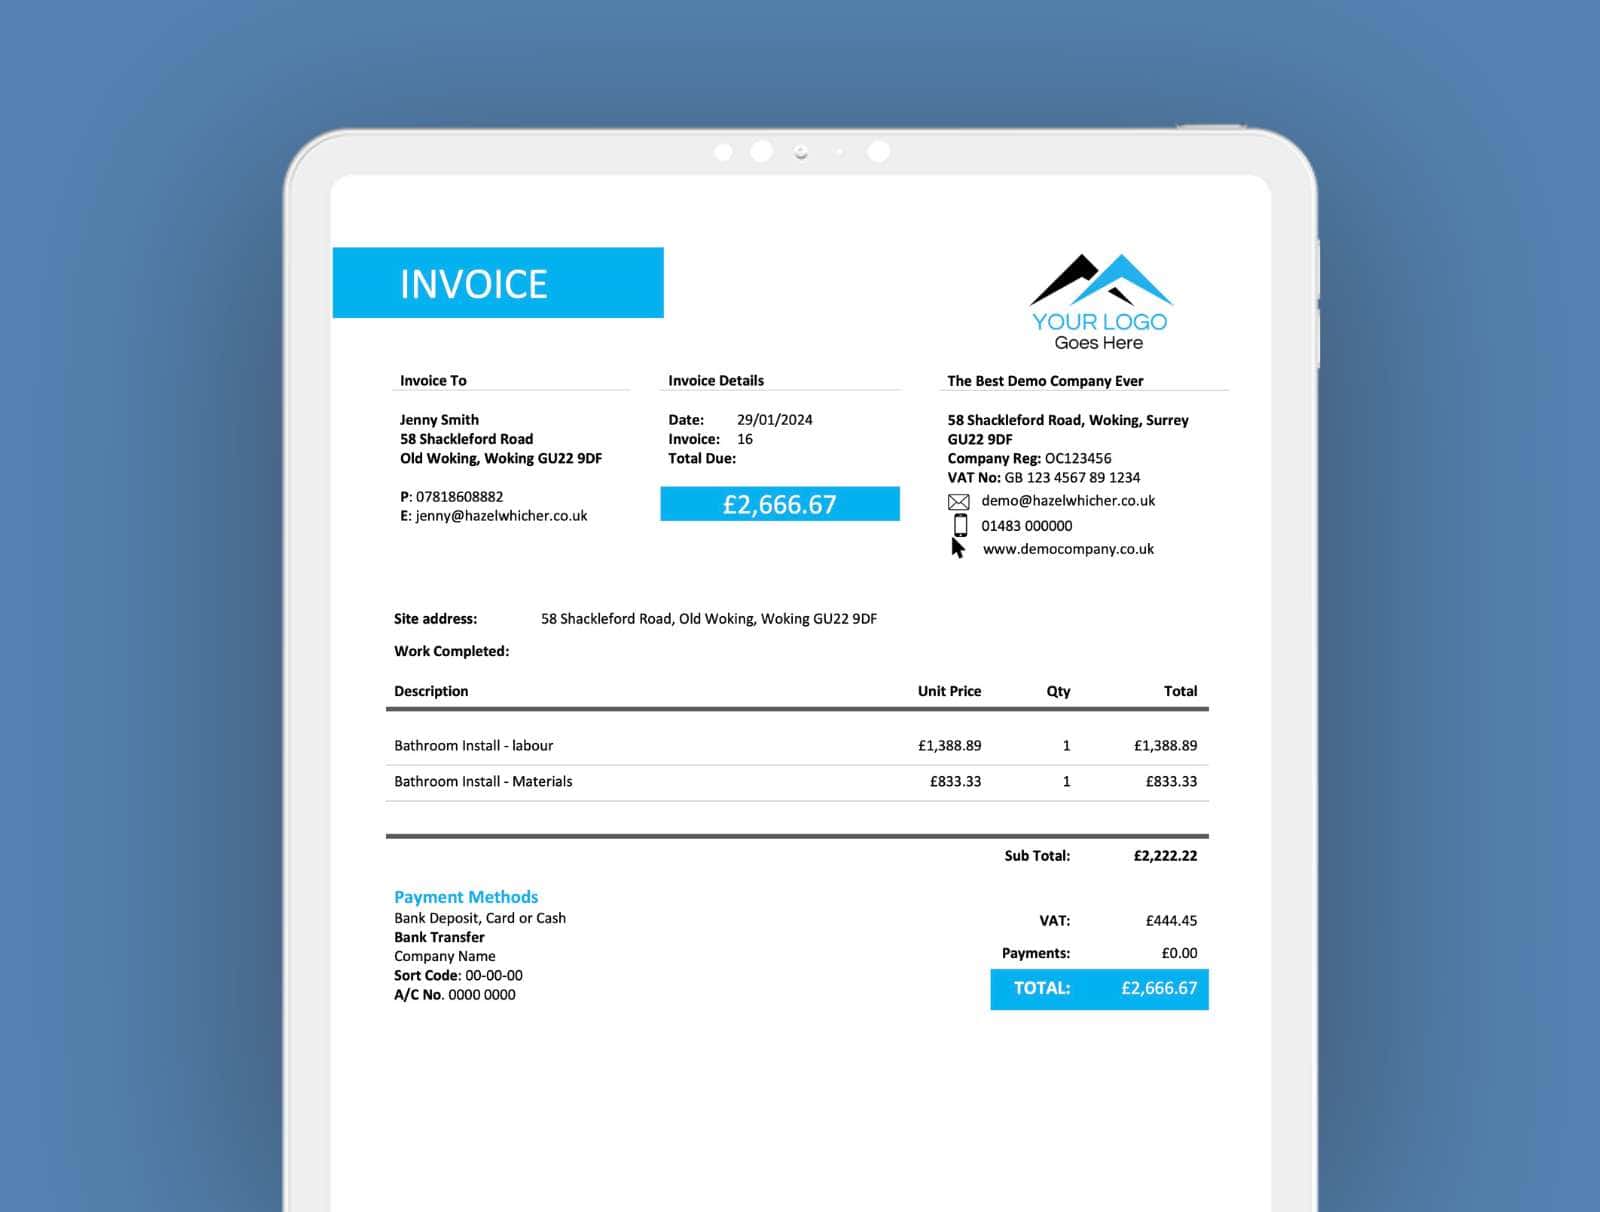 INVOICE
YOUR LOGO
Goes Here
Invoice To
Jenny Smith
58 Shackleford Road
Old Woking, Woking GU22 9DF
P: 07818608882
E: jenny@hazelwhicher.co.uk
Invoice Details
Date: 29/01/2024
Invoice: 16
Total Due:
£2,666.67
The Best Demo Company Ever
58 Shackleford Road, Woking, Surrey
GU22 9DF
Company Reg: OC123456
VAT No: GB 123 4567 89 1234
demo@hazelwhicher.co.uk
01483 000000
www.democompany.co.uk
Site address: 58 Shackleford Road, Old Woking, Woking GU22 9DF
Work Completed:
Description Unit Price Qty Total
Bathroom Install - labour £1,388.89 1 £1,388.89
Bathroom Install - Materials £833.33 1 £833.33
Sub Total: £2,222.22
Payment Methods
Bank Deposit, Card or Cash
Bank Transfer
Company Name
Sort Code: 00-00-00
A/C No. 0000 0000
VAT: £444.45
Payments: £0.00
TOTAL: £2,666.67